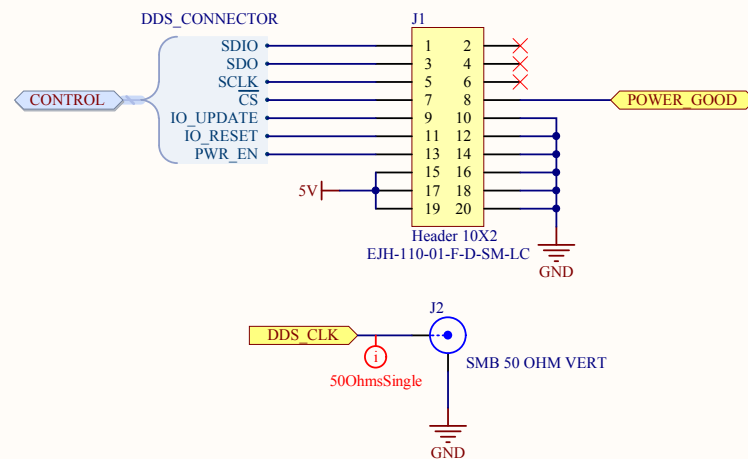 DDS_CONNECTOR
J1
SDIO 1 2
SDO 3 4
SCLK 5 6
CONTROL CS 7 8 POWER_GOOD
IO_UPDATE 9 10
IO_RESET 11 12
PWR_EN 13 14
15 16
5V 17 18
19 20
Header 10X2
EJH-110-01-F-D-SM-LC
GND
J2
DDS_CLK
i
SMB 50 OHM VERT
50OhmsSingle
GND